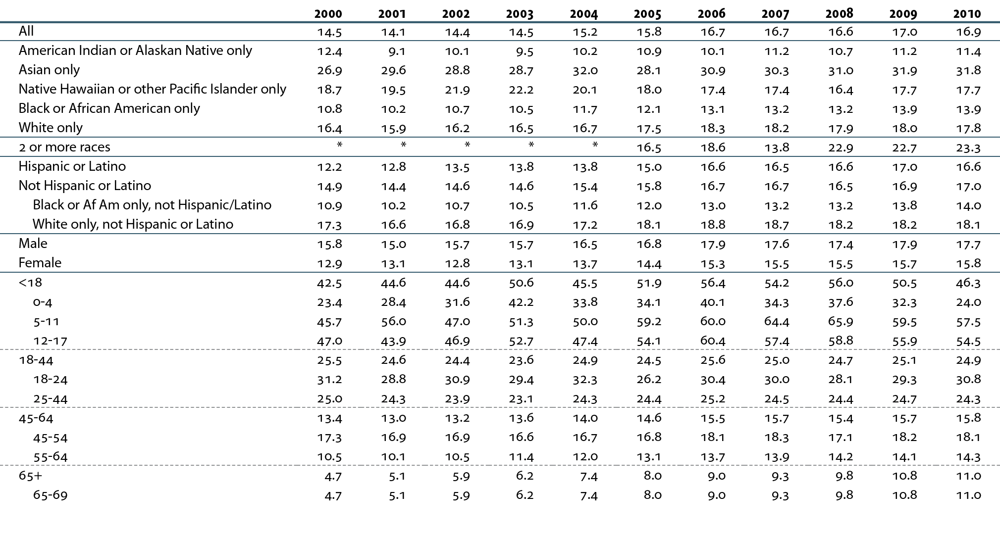 2000 2001 2002 2003 2004 2005 2006 2007 2008 2009 2010
All 14.5 14.1 14.4 14.5 15.2 15.8 16.7 16.7 16.6 17.0 16.9
American Indian or Alaskan Native only 12.4 9.1 10.1 9.5 10.2 10.9 10.1 11.2 10.7 11.2 11.4
Asian only 26.9 29.6 28.8 28.7 32.0 28.1 30.9 30.3 31.0 31.9 31.8
Native Hawaiian or other Pacific Islander only 18.7 19.5 21.9 22.2 20.1 18.0 17.4 17.4 16.4 17.7 17.7
Black or African American only 10.8 10.2 10.7 10.5 11.7 12.1 13.1 13.2 13.2 13.9 13.9
White only 16.4 15.9 16.2 16.5 16.7 17.5 18.3 18.2 17.9 18.0 17.8
2 or more races * * * * * 16.5 18.6 13.8 22.9 22.7 23.3
Hispanic or Latino 12.2 12.8 13.5 13.8 13.8 15.0 16.6 16.5 16.6 17.0 16.6
Not Hispanic or Latino 14.9 14.4 14.6 14.6 15.4 15.8 16.7 16.7 16.5 16.9 17.0
Black or Af Am only, not Hispanic/Latino 10.9 10.2 10.7 10.5 11.6 12.0 13.0 13.2 13.2 13.8 14.0
White only, not Hispanic or Latino 17.3 16.6 16.8 16.9 17.2 18.1 18.8 18.7 18.2 18.2 18.1
Male 15.8 15.0 15.7 15.7 16.5 16.8 17.9 17.6 17.4 17.9 17.7
Female 12.9 13.1 12.8 13.1 13.7 14.4 15.3 15.5 15.5 15.7 15.8
<18 42.5 44.6 44.6 50.6 45.5 51.9 56.4 54.2 56.0 50.5 46.3
0-4 23.4 28.4 31.6 42.2 33.8 34.1 40.1 34.3 37.6 32.3 24.0
5-11 45.7 56.0 47.0 51.3 50.0 59.2 60.0 64.4 65.9 59.5 57.5
12-17 47.0 43.9 46.9 52.7 47.4 54.1 60.4 57.4 58.8 55.9 54.5
18-44 25.5 24.6 24.4 23.6 24.9 24.5 25.6 25.0 24.7 25.1 24.9
18-24 31.2 28.8 30.9 29.4 32.3 26.2 30.4 30.0 28.1 29.3 30.8
25-44 25.0 24.3 23.9 23.1 24.3 24.4 25.2 24.5 24.4 24.7 24.3
45-64 13.4 13.0 13.2 13.6 14.0 14.6 15.5 15.7 15.4 15.7 15.8
45-54 17.3 16.9 16.9 16.6 16.7 16.8 18.1 18.3 17.1 18.2 18.1
55-64 10.5 10.1 10.5 11.4 12.0 13.1 13.7 13.9 14.2 14.1 14.3
65+ 4.7 5.1 5.9 6.2 7.4 8.0 9.0 9.3 9.8 10.8 11.0
65-69 4.7 5.1 5.9 6.2 7.4 8.0 9.0 9.3 9.8 10.8 11.0